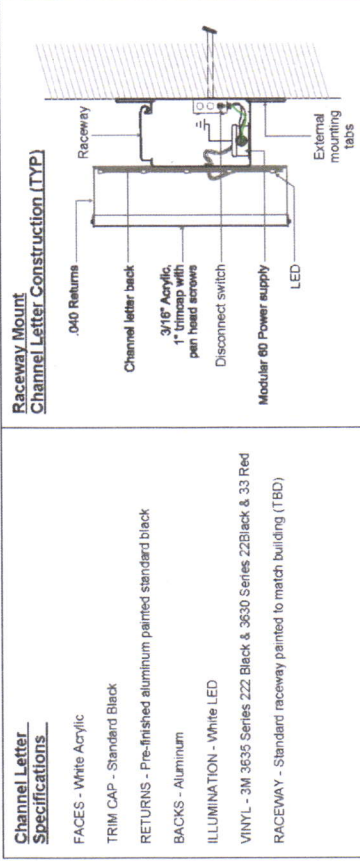 Channel Letter
Specifications
FACES - White Acrylic
TRIM CAP - Standard Black
RETURNS - Pre-finished aluminum painted standard black
BACKS - Aluminum
ILLUMINATION - White LED
VINYL - 3M 3635 Series 222 Black & 3630 Series 22Black & 33 Red
RACEWAY - Standard raceway painted to match building (TBD)
Raceway Mount
Channel Letter Construction (TYP)
.040 Returns
Channel letter back
3/16" Acrylic,
1" trimcap with
pan head screws
Disconnect switch
Modular 60 Power supply
LED
Raceway
External
mounting
tabs